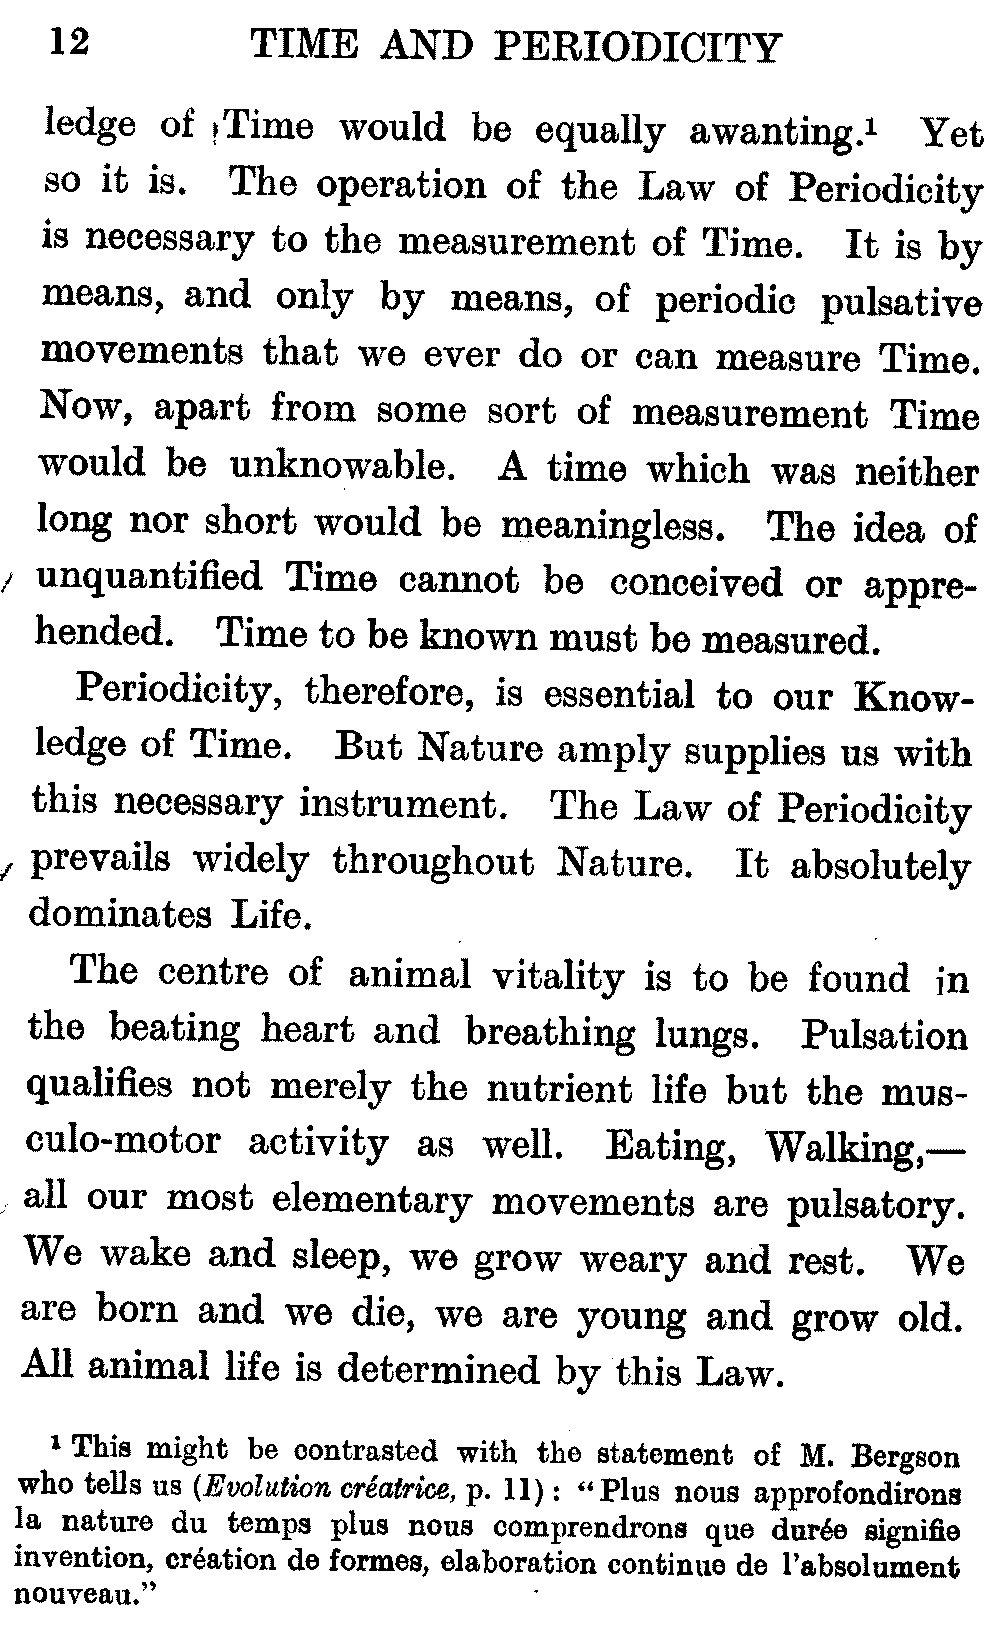 12 TIME AND PERIODICITY
ledge of Time would be equally awanting.¹ Yet
so it is. The operation of the Law of Periodicity
is necessary to the measurement of Time. It is by
means, and only by means, of periodic pulsative
movements that we ever do or can measure Time.
Now, apart from some sort of measurement Time
would be unknowable. A time which was neither
long nor short would be meaningless. The idea of
unquantified Time cannot be conceived or appre-
hended. Time to be known must be measured.
Periodicity, therefore, is essential to our Know-
ledge of Time. But Nature amply supplies us with
this necessary instrument. The Law of Periodicity
prevails widely throughout Nature. It absolutely
dominates Life.
The centre of animal vitality is to be found in
the beating heart and breathing lungs. Pulsation
qualifies not merely the nutrient life but the mus-
culo-motor activity as well. Eating, Walking,—
all our most elementary movements are pulsatory.
We wake and sleep, we grow weary and rest. We
are born and we die, we are young and grow old.
All animal life is determined by this Law.
¹ This might be contrasted with the statement of M. Bergson
who tells us (Evolution créatrice, p. 11): “Plus nous approfondirons
la nature du temps plus nous comprendrons que durée signifie
invention, création de formes, elaboration continue de l’absolument
nouveau.”